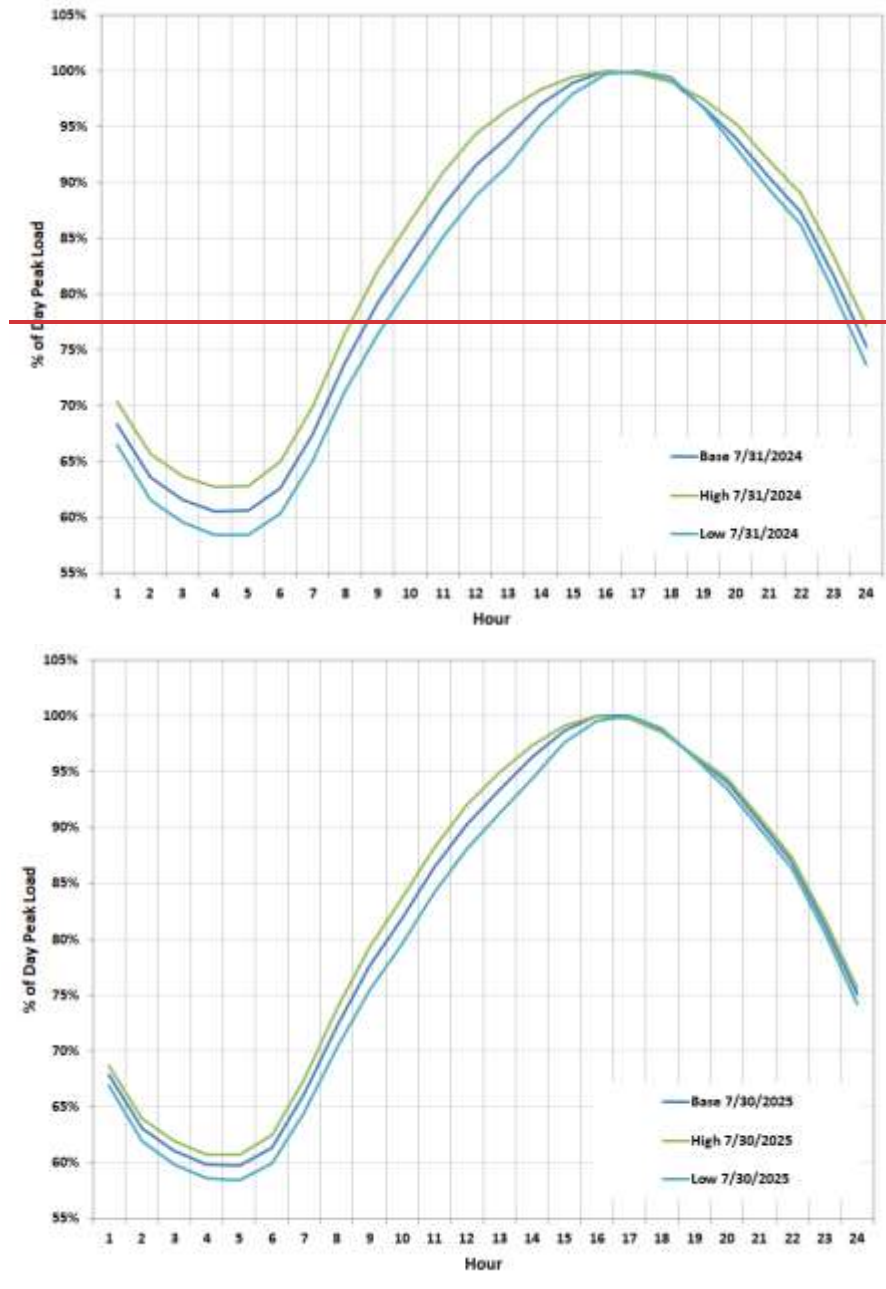 105%
100%
95%
90%
85%
80%
75%
70%
65%
60%
55%
% of Day Peak Load
Base 7/31/2024
High 7/31/2024
Low 7/31/2024
1 2 3 4 5 6 7 8 9 10 11 12 13 14 15 16 17 18 19 20 21 22 23 24
Hour
105%
100%
95%
90%
85%
80%
75%
70%
65%
60%
55%
% of Day Peak Load
Base 7/30/2025
High 7/30/2025
Low 7/30/2025
1 2 3 4 5 6 7 8 9 10 11 12 13 14 15 16 17 18 19 20 21 22 23 24
Hour